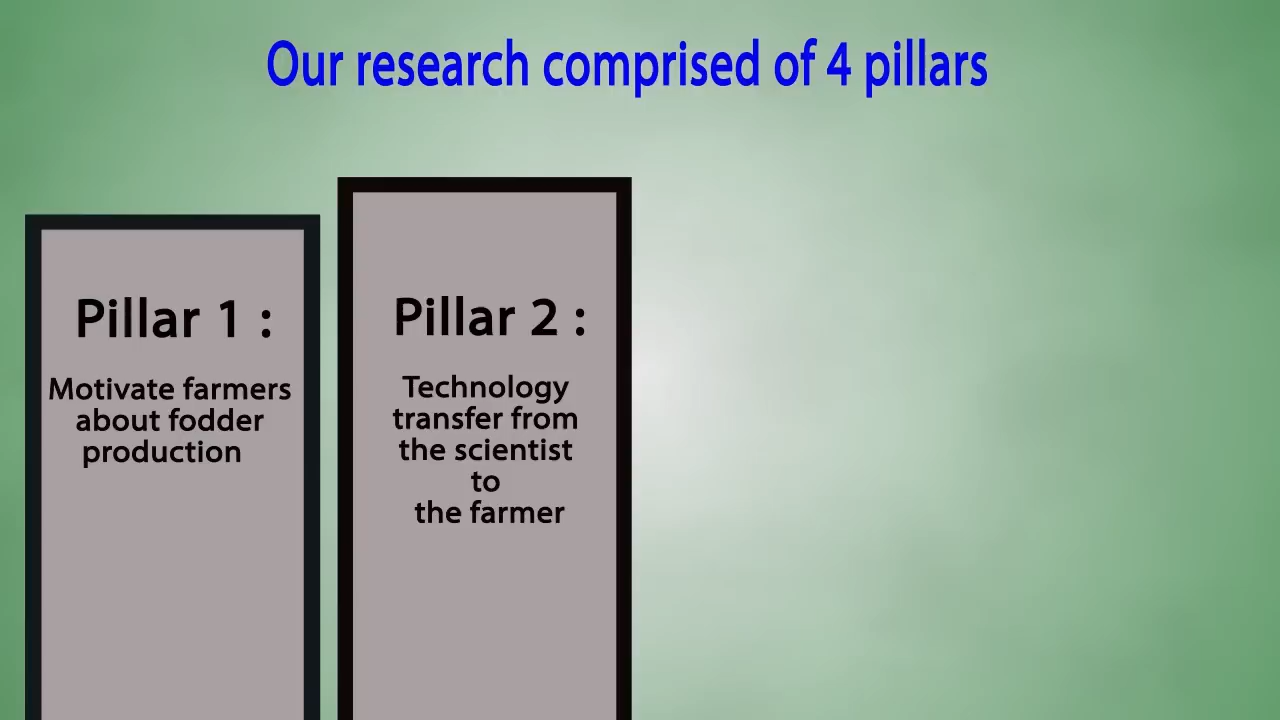 Our research comprised of 4 pillars
Pillar 1 :
Motivate farmers
about fodder
production
Pillar 2 :
Technology
transfer from
the scientist
to
the farmer